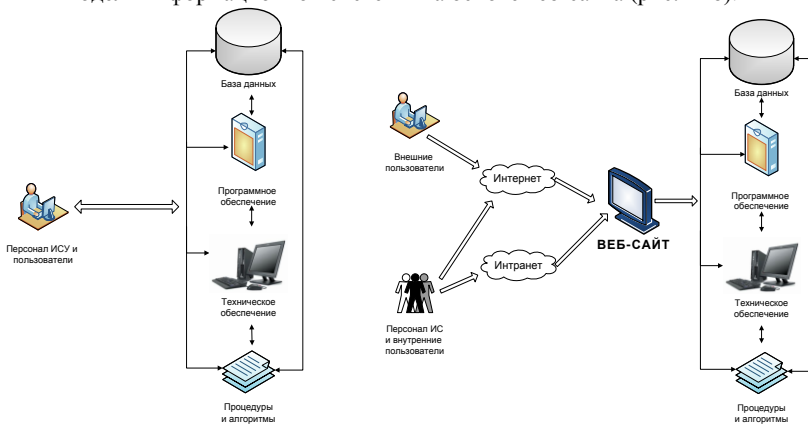 База данных
Программное
обеспечение
Персонал ИСУ и
пользователи
Техническое
обеспечение
Процедуры
и алгоритмы
Внешние
пользователи
Интернет
Интранет
ВЕБ-САЙТ
Персонал ИС
и внутренние
пользователи
База данных
Программное
обеспечение
Техническое
обеспечение
Процедуры
и алгоритмы